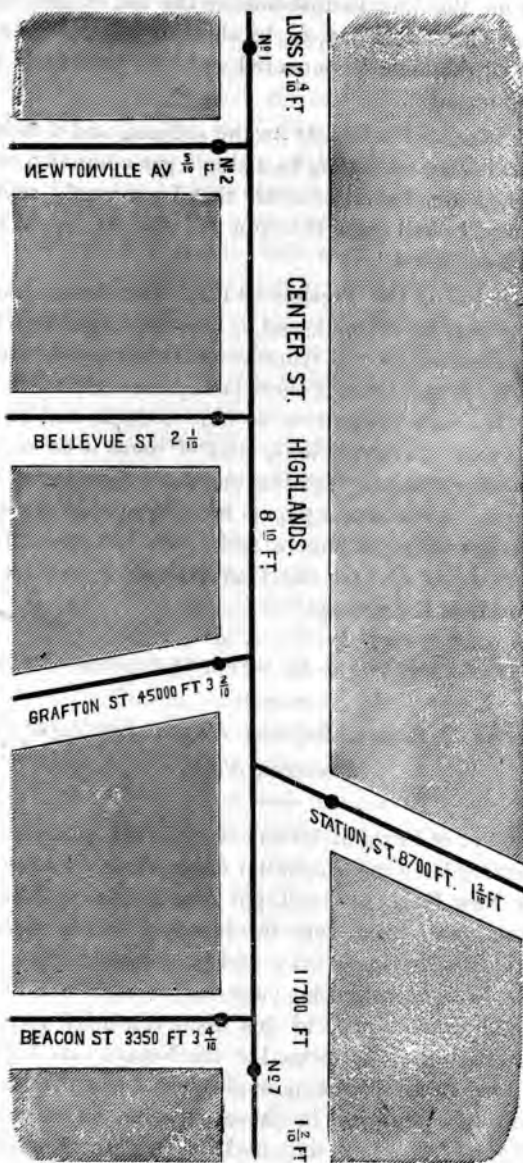 LUSS 12 4/10 FT
Nº 1
NEWTONVILLE AV 5/10 FT
Nº 2
CENTER ST. HIGHLANDS.
8 10 FT.
BELLEVUE ST 2 1/10
GRAFTON ST 45000 FT 3 2/10
STATION, ST. 8700 FT. 1 2/10 FT
11700 FT 1 2/10 FT
BEACON ST 3350 FT 3 4/10
Nº 7